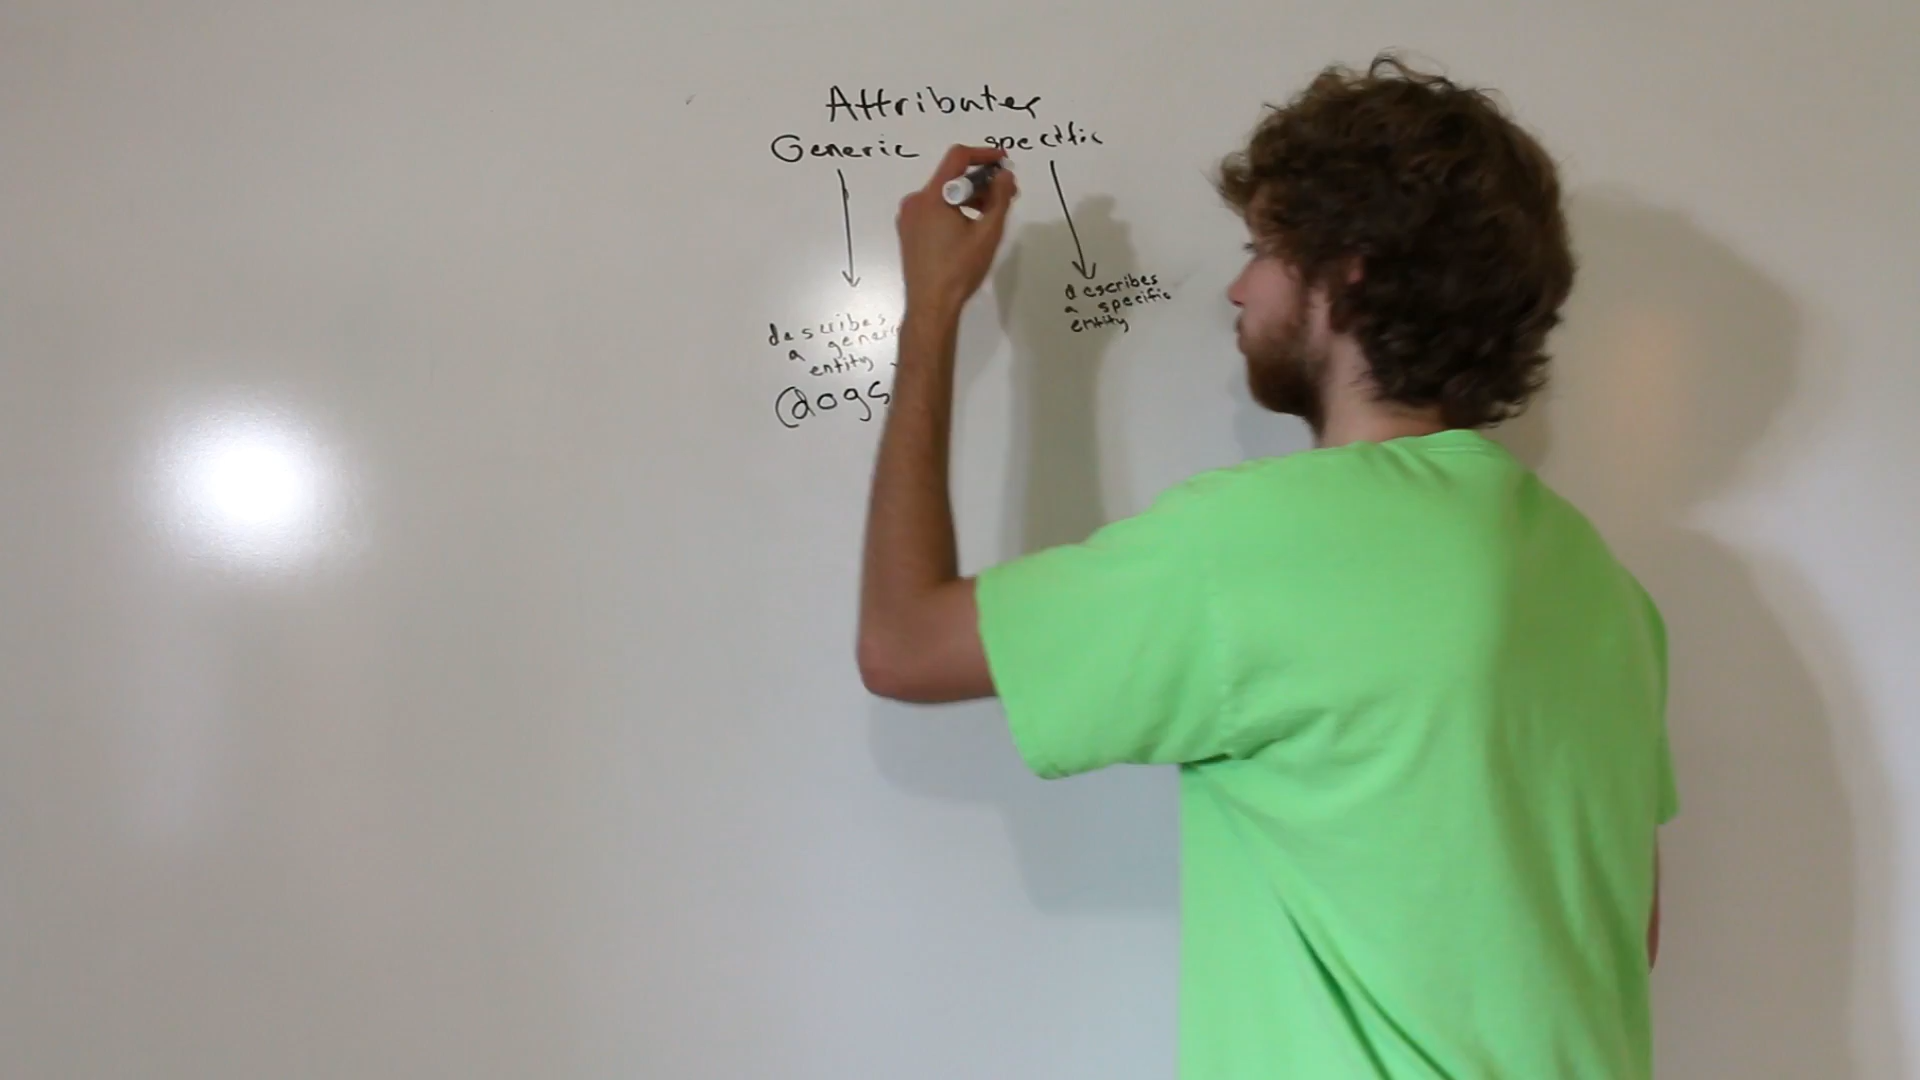 Attributes
Generic specific
describes
a specific
entity
describes
a generic
entity
(dogs